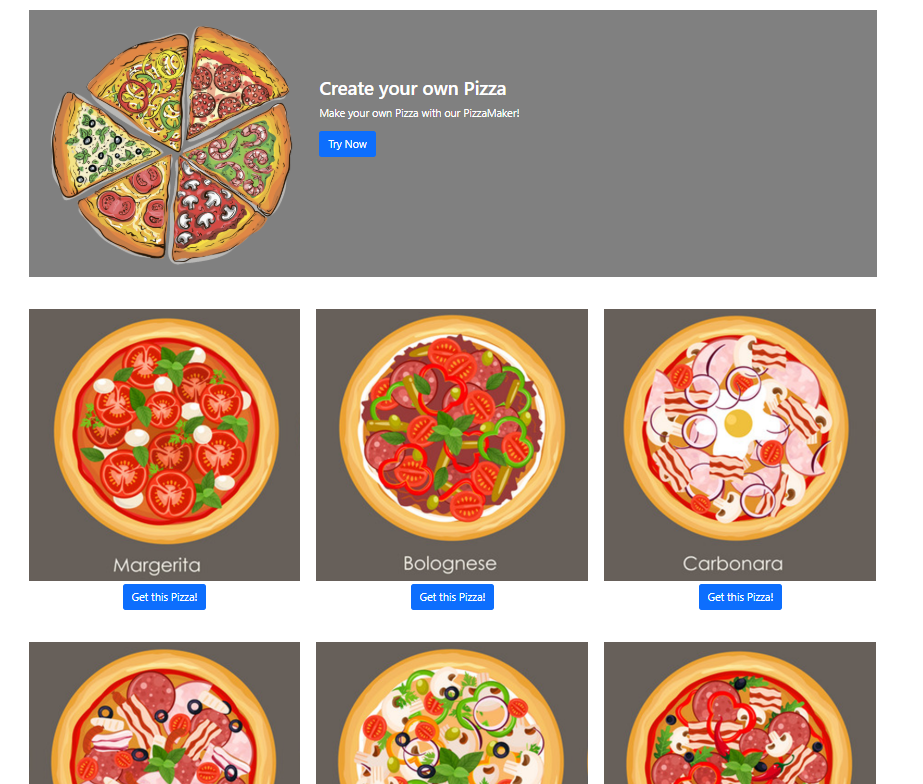 Create your own Pizza
Make your own Pizza with our PizzaMaker!
Try Now
Margerita
Bolognese
Carbonara
Get this Pizza!
Get this Pizza!
Get this Pizza!